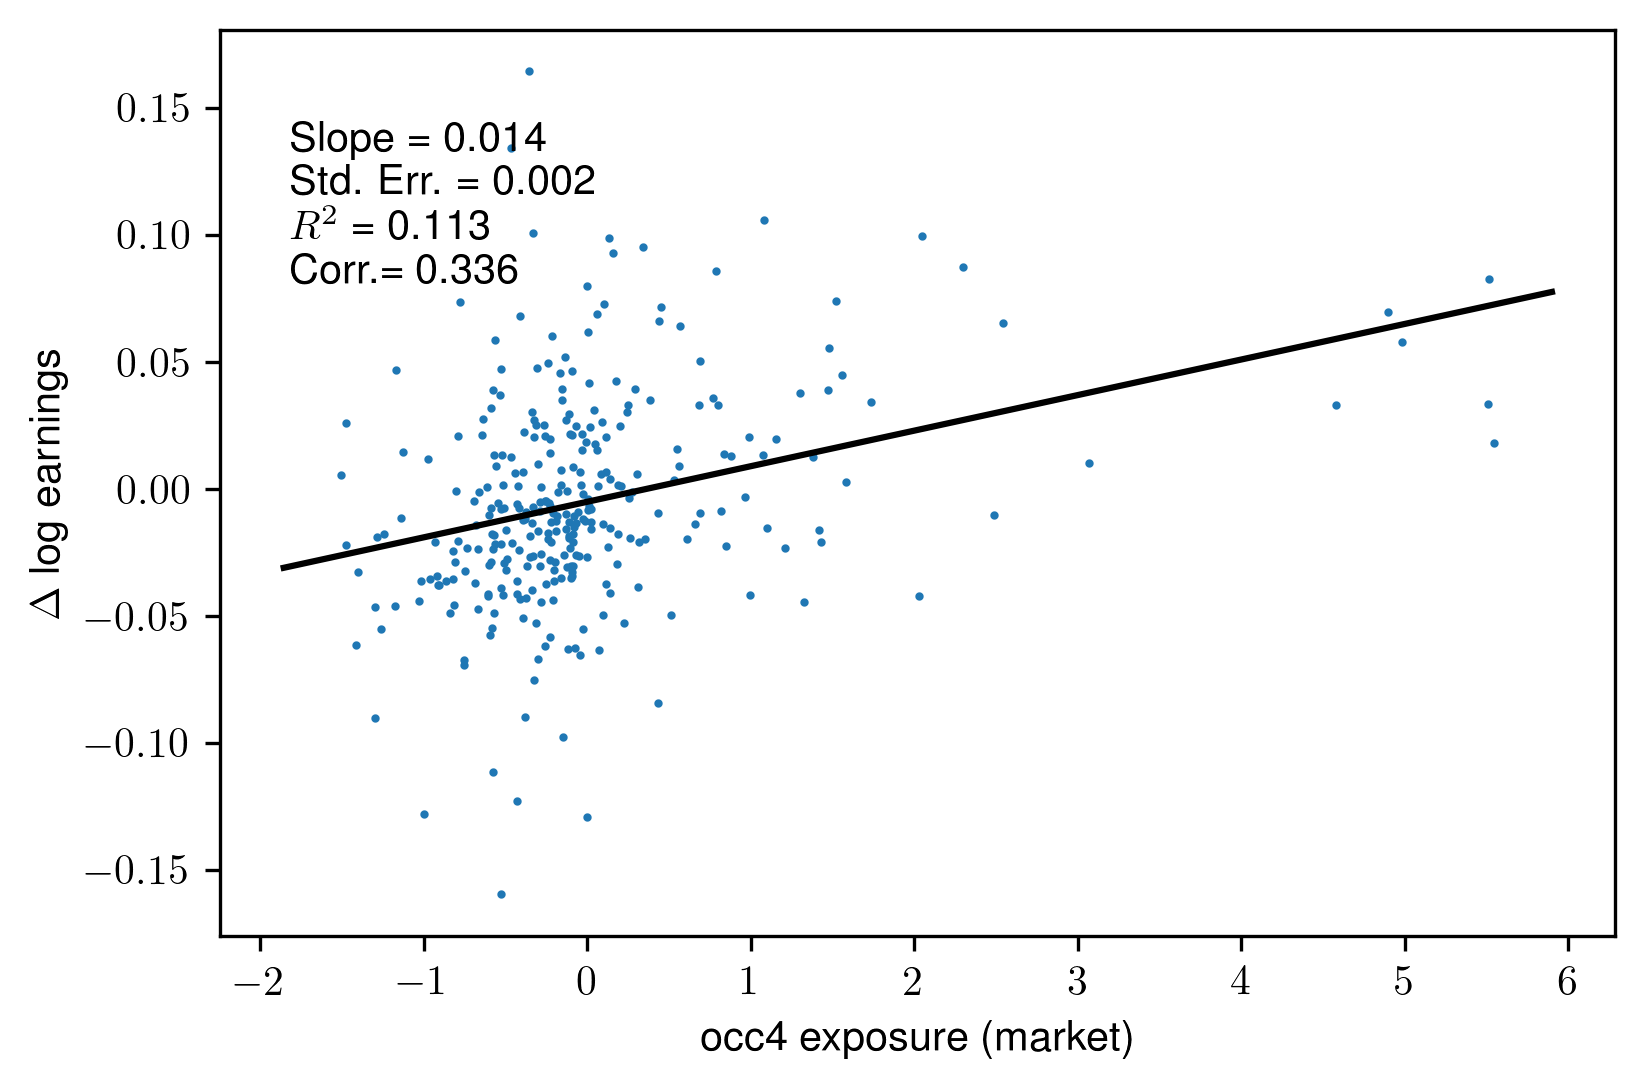 0.15
0.10
0.05
0.00
−0.05
−0.10
−0.15
Slope = 0.014
Std. Err. = 0.002
R² = 0.113
Corr.= 0.336
Δ log earnings
−2 −1 0 1 2 3 4 5 6
occ4 exposure (market)